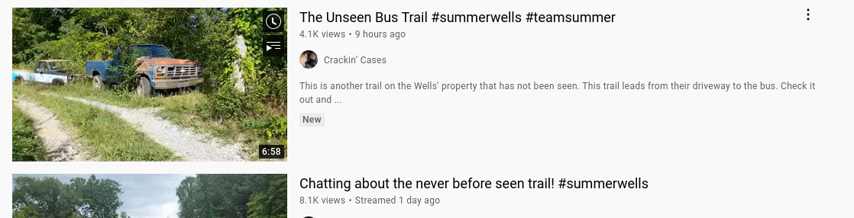 The Unseen Bus Trail #summerwells #teamsummer
4.1K views • 9 hours ago
Crackin' Cases
This is another trail on the Wells' property that has not been seen. This trail leads from their driveway to the bus. Check it
out and ...
New
6:58
Chatting about the never before seen trail! #summerwells
8.1K views • Streamed 1 day ago